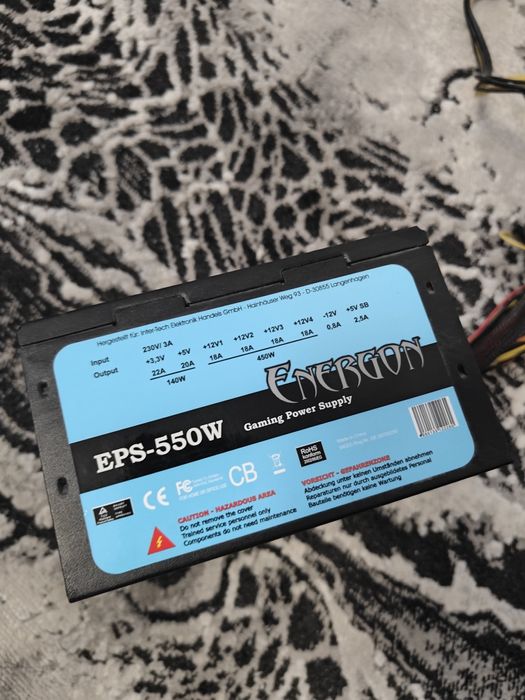 Hergestellt für: Inter-Tech Elektronik Handels GmbH - Hainhäuser Weg 93 - D-30855 Langenhagen
Input 230V/ 3A
Output +3,3V +5V +12V1 +12V2 +12V3 +12V4 -12V +5V SB
22A 20A 18A 18A 18A 18A 0,8A 2,5A
140W 450W
ENERGON
EPS-550W Gaming Power Supply
CE FC CB
RoHS
konform
2002/95/EG
CAUTION - HAZARDOUS AREA
Do not remove the cover
Trained service personnel only
Components do not need maintenance
VORSICHT - GEFAHRENZONE
Abdeckung unter keinen Umständen abnehmen
Reparaturen nur durch ausgebildetes Personal
Bauteile benötigen keine Wartung